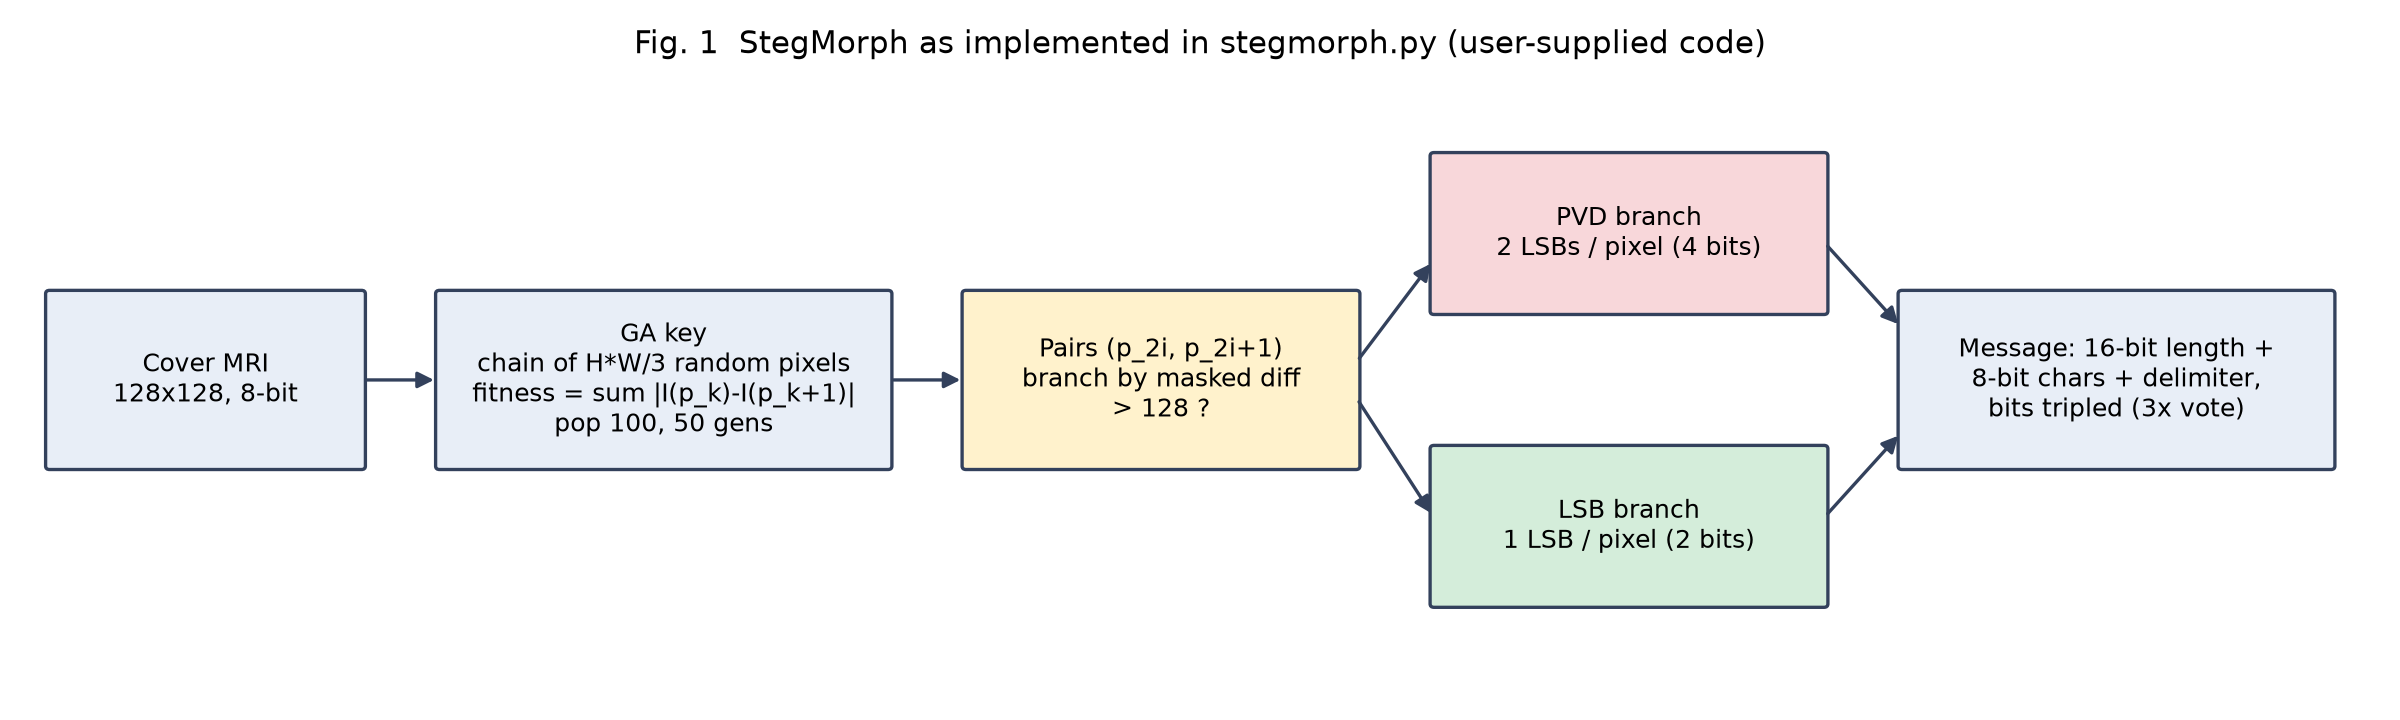 Fig. 1  StegMorph as implemented in stegmorph.py (user-supplied code)
Cover MRI
128x128, 8-bit
GA key
chain of H*W/3 random pixels
fitness = sum |I(p_k)-I(p_k+1)|
pop 100, 50 gens
Pairs (p_2i, p_2i+1)
branch by masked diff
> 128 ?
PVD branch
2 LSBs / pixel (4 bits)
LSB branch
1 LSB / pixel (2 bits)
Message: 16-bit length +
8-bit chars + delimiter,
bits tripled (3x vote)